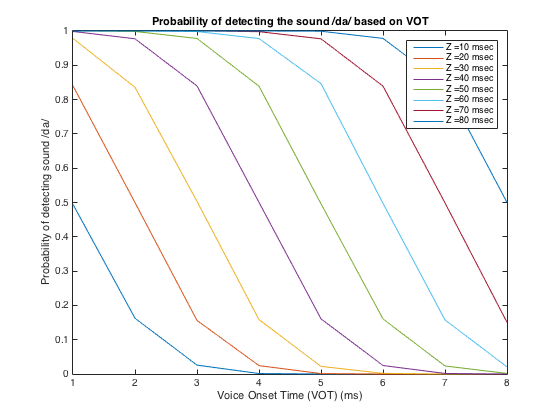 Probability of detecting the sound /da/ based on VOT
Probability of detecting sound /da/
1
0.9
0.8
0.7
0.6
0.5
0.4
0.3
0.2
0.1
0
1 2 3 4 5 6 7 8
Voice Onset Time (VOT) (ms)
Z =10 msec
Z =20 msec
Z =30 msec
Z =40 msec
Z =50 msec
Z =60 msec
Z =70 msec
Z =80 msec